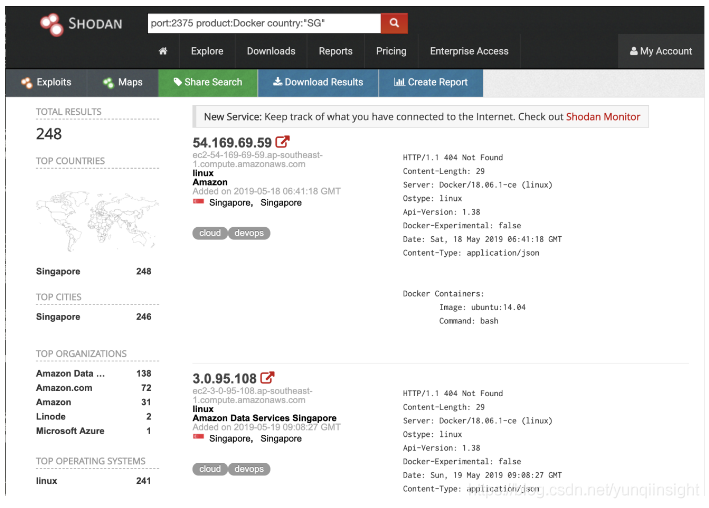 SHODAN
port:2375 product:Docker country:"SG"
Explore Downloads Reports Pricing Enterprise Access My Account
Exploits Maps Share Search Download Results Create Report
TOTAL RESULTS
248
TOP COUNTRIES
Singapore 248
TOP CITIES
Singapore 246
TOP ORGANIZATIONS
Amazon Data ... 138
Amazon.com 72
Amazon 31
Linode 2
Microsoft Azure 1
TOP OPERATING SYSTEMS
linux 241
New Service: Keep track of what you have connected to the Internet. Check out Shodan Monitor
54.169.69.59
ec2-54-169-69-59.ap-southeast-
1.compute.amazonaws.com
linux
Amazon
Added on 2019-05-18 06:41:18 GMT
Singapore, Singapore
cloud devops
HTTP/1.1 404 Not Found
Content-Length: 29
Server: Docker/18.06.1-ce (linux)
Ostype: linux
Api-Version: 1.38
Docker-Experimental: false
Date: Sat, 18 May 2019 06:41:18 GMT
Content-Type: application/json
Docker Containers:
Image: ubuntu:14.04
Command: bash
3.0.95.108
ec2-3-0-95-108.ap-southeast-
1.compute.amazonaws.com
linux
Amazon Data Services Singapore
Added on 2019-05-19 09:08:27 GMT
Singapore, Singapore
cloud devops
HTTP/1.1 404 Not Found
Content-Length: 29
Server: Docker/18.06.1-ce (linux)
Ostype: linux
Api-Version: 1.38
Docker-Experimental: false
Date: Sun, 19 May 2019 09:08:27 GMT
Content-Type: application/json
https://blog.csdn.net/yunqiinsight